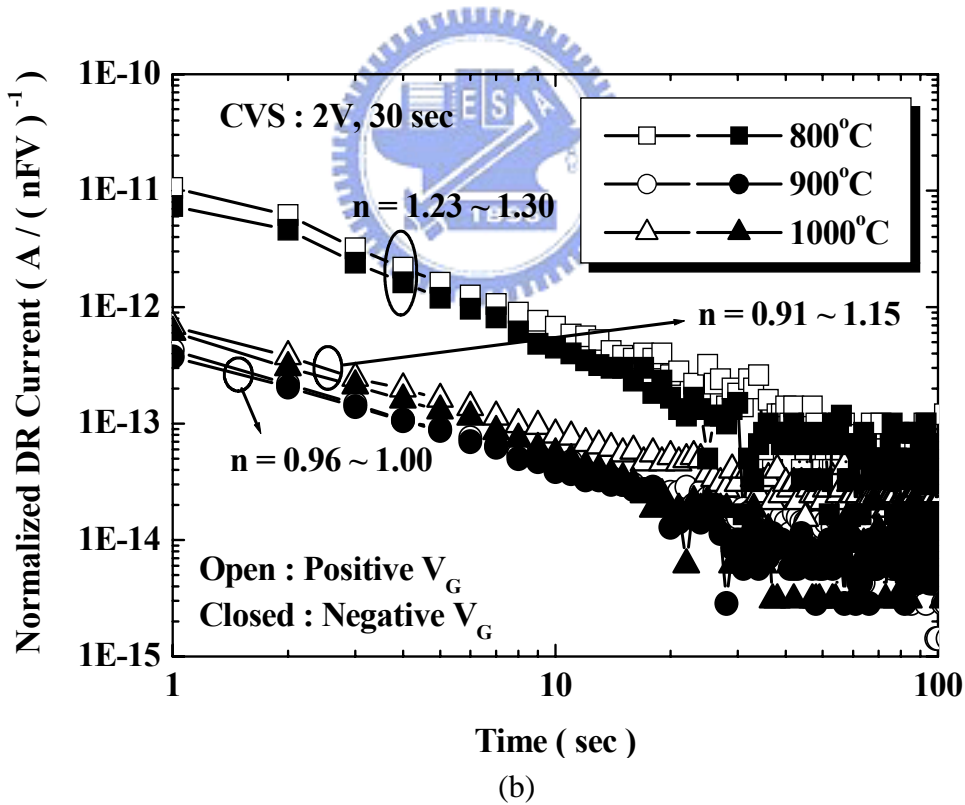 1E-10
1E-11
1E-12
1E-13
1E-14
1E-15
Normalized DR Current ( A / ( nFV ) ⁻¹
CVS : 2V, 30 sec
800°C
900°C
1000°C
n = 1.23 ~ 1.30
n = 0.91 ~ 1.15
n = 0.96 ~ 1.00
Open : Positive V_G
Closed : Negative V_G
1 10 100
Time ( sec )
(b)
E S A